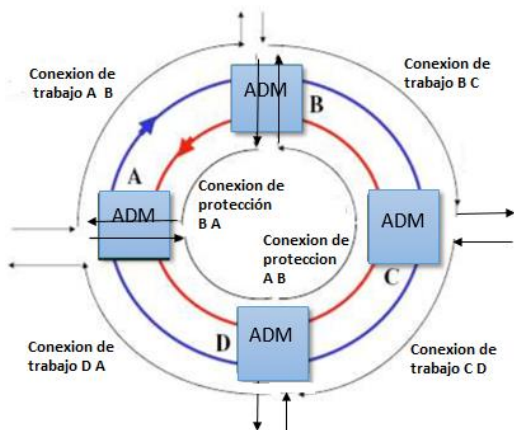 Conexion de
trabajo A B
Conexion de
trabajo B C
ADM
B
A
ADM
Conexion de
protección
B A
Conexion de
proteccion
A B
ADM
C
D
ADM
Conexion de
trabajo D A
Conexion de
trabajo C D